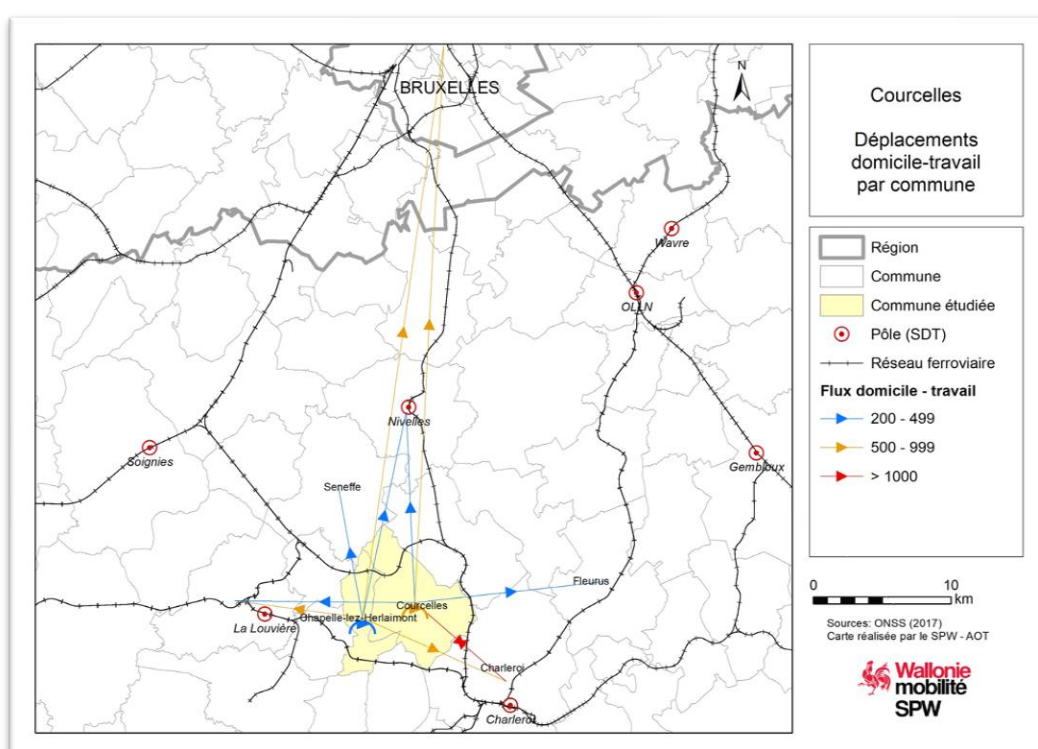 BRUXELLES
N
Wavre
OLLN
Nivelles
Soignies
Gembloux
Seneffe
Fleurus
Courcelles
Chapelle-lez-Herlaimont
La Louvière
Charleroi
Charleroi
Courcelles
Déplacements
domicile-travail
par commune
Région
Commune
Commune étudiée
Pôle (SDT)
Réseau ferroviaire
Flux domicile - travail
200 - 499
500 - 999
> 1000
0 10
km
Sources: ONSS (2017)
Carte réalisée par le SPW - AOT
Wallonie
mobilité
SPW